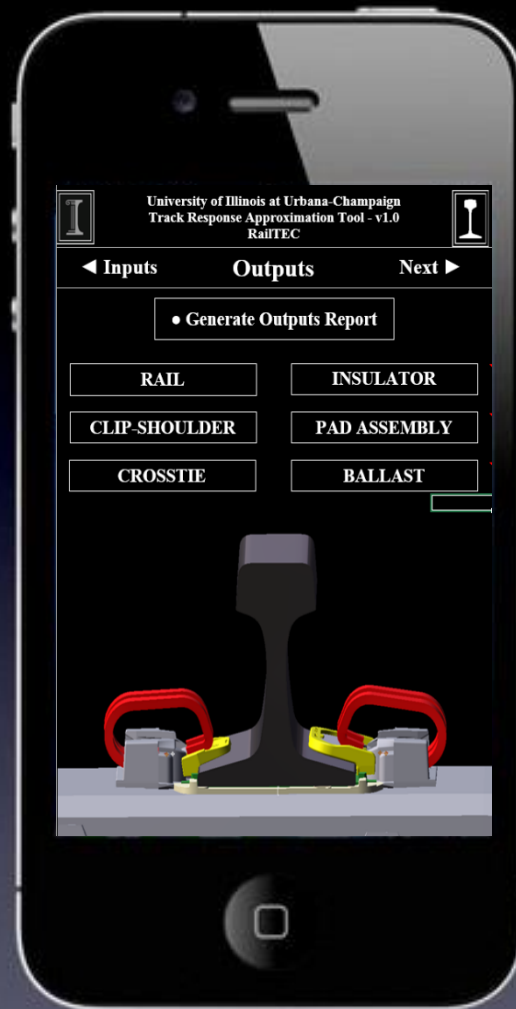 University of Illinois at Urbana-Champaign
Track Response Approximation Tool - v1.0
RailTEC
◄ Inputs Outputs Next ►
• Generate Outputs Report
RAIL INSULATOR
CLIP-SHOULDER PAD ASSEMBLY
CROSSTIE BALLAST